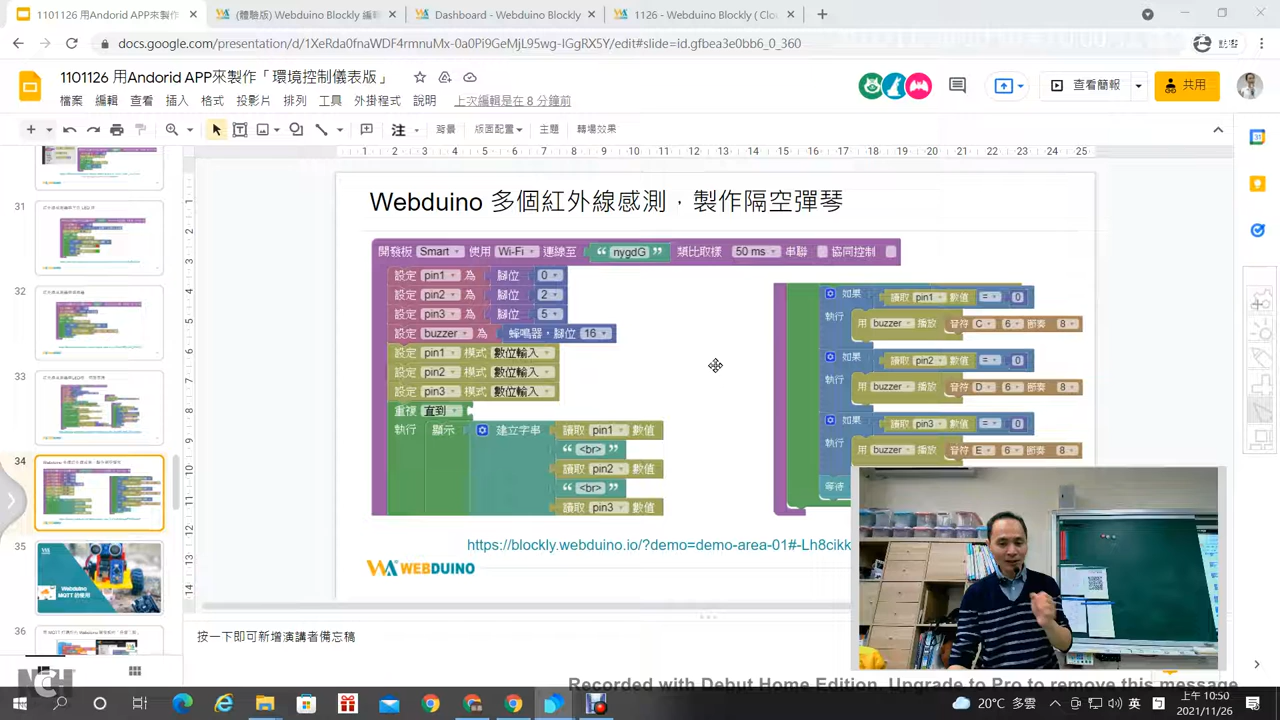 1101126 用Andorid APP來製作
(體驗版) Webduino Blockly 編輯
Dashboard - Webduino Blockly
1126 - Webduino Blockly (Clou
docs.google.com/presentation/d/1XeRda0fnaWDF4rmnuMx-0a0Pi9GeMjL95wg-IGgRX5Y/edit#slide=id.gfbea3e0bb6_0_360
1101126 用Andorid APP來製作「環境控制儀表版」
檔案 編輯 查看 插入 格式 投影片 排列 工具 外掛程式 說明 上次編輯是在 8 分鐘前
查看簡報
共用
背景 版面配置 主題 轉場效果
Webduino 多個紅外線感測，製作隔空彈琴
開發板 Smart 使用 “ nygdG ” 類比取樣 50 ms 串聯 協同控制
設定 pin1 為 腳位 0
設定 pin2 為 腳位
設定 pin3 為 腳位 5
設定 buzzer 為 腳位 16
設定 pin1 模式 數位輸入
設定 pin2 模式 數位輸入
設定 pin3 模式 數位輸入
重複 直到
執行 顯示 建立字串 讀取 pin1 數值
“ <br> ”
讀取 pin2 數值
“ <br> ”
讀取 pin3 數值
如果 讀取 pin1 數值 = 0
執行 用 buzzer 播放 音符 C 6 節奏 8
如果 讀取 pin2 數值 = 0
執行 用 buzzer 播放 音符 D 6 節奏 8
如果 讀取 pin3 數值 = 0
執行 用 buzzer 播放 音符 E 6 節奏 8
等待
https://blockly.webduino.io/?demo=demo-area-01#-Lh8cikk
WEBDUINO
31
32
33
34
35
Webduino
MQTT 的使用
36
按一下即可新增演講者備忘稿
NCH
Recorded with Debut Home Edition. Upgrade to Pro to remove this message
20°C 多雲
英
上午 10:50
2021/11/26